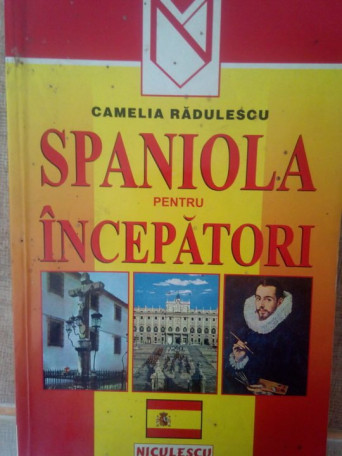 CAMELIA RĂDULESCU
SPANIOLA
PENTRU
ÎNCEPĂTORI
NICULESCU